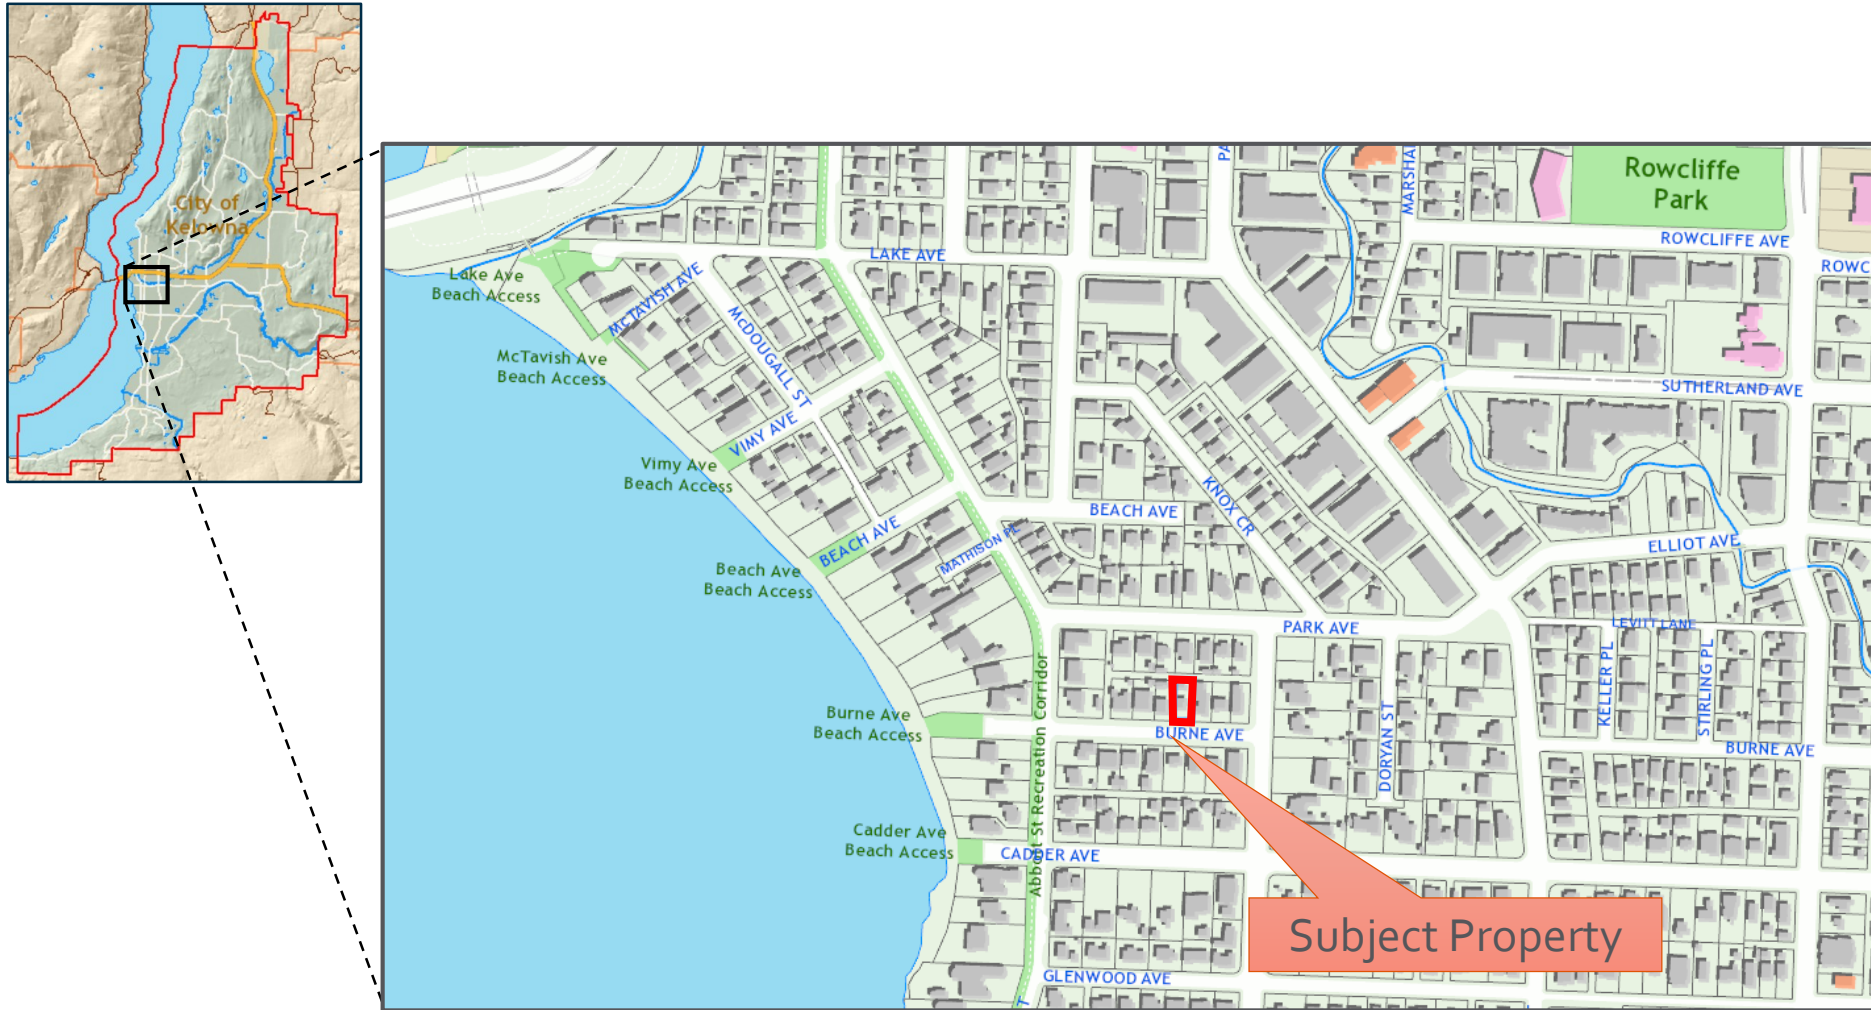 City of
Kelowna
PA
MARSHA
Rowcliffe
Park
ROWCLIFFE AVE
ROWC
LAKE AVE
Lake Ave
Beach Access
MCTAVISH AVE
McDOUGALL ST
McTavish Ave
Beach Access
SUTHERLAND AVE
VIMY AVE
Vimy Ave
Beach Access
KNOX CR
BEACH AVE
BEACH AVE
MATHISON PL
ELLIOT AVE
Beach Ave
Beach Access
PARK AVE
LEVITT LANE
KELLER PL
STIRLING PL
Abbott St Recreation Corridor
DORYAN ST
Burne Ave
Beach Access
BURNE AVE
BURNE AVE
Cadder Ave
Beach Access
CADDER AVE
Subject Property
GLENWOOD AVE
T